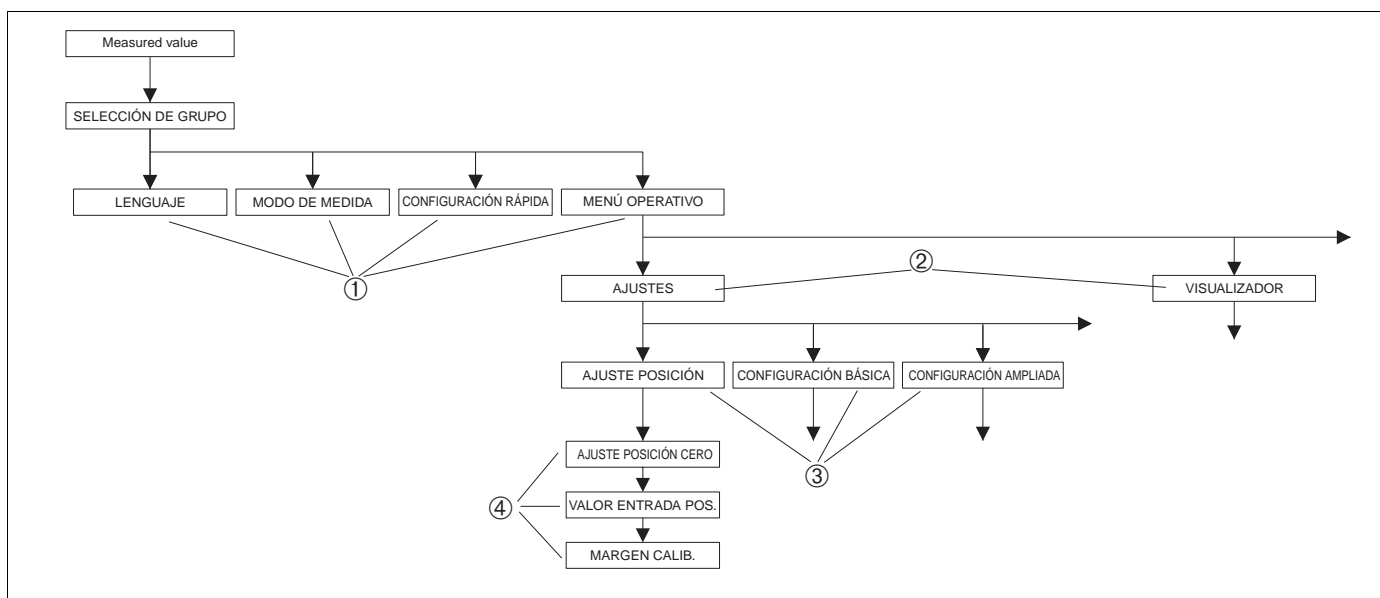 Measured value
SELECCIÓN DE GRUPO
LENGUAJE
MODO DE MEDIDA
CONFIGURACIÓN RÁPIDA
MENÚ OPERATIVO
①
②
AJUSTES
VISUALIZADOR
AJUSTE POSICIÓN
CONFIGURACIÓN BÁSICA
CONFIGURACIÓN AMPLIADA
③
AJUSTE POSICIÓN CERO
④
VALOR ENTRADA POS.
MARGEN CALIB.